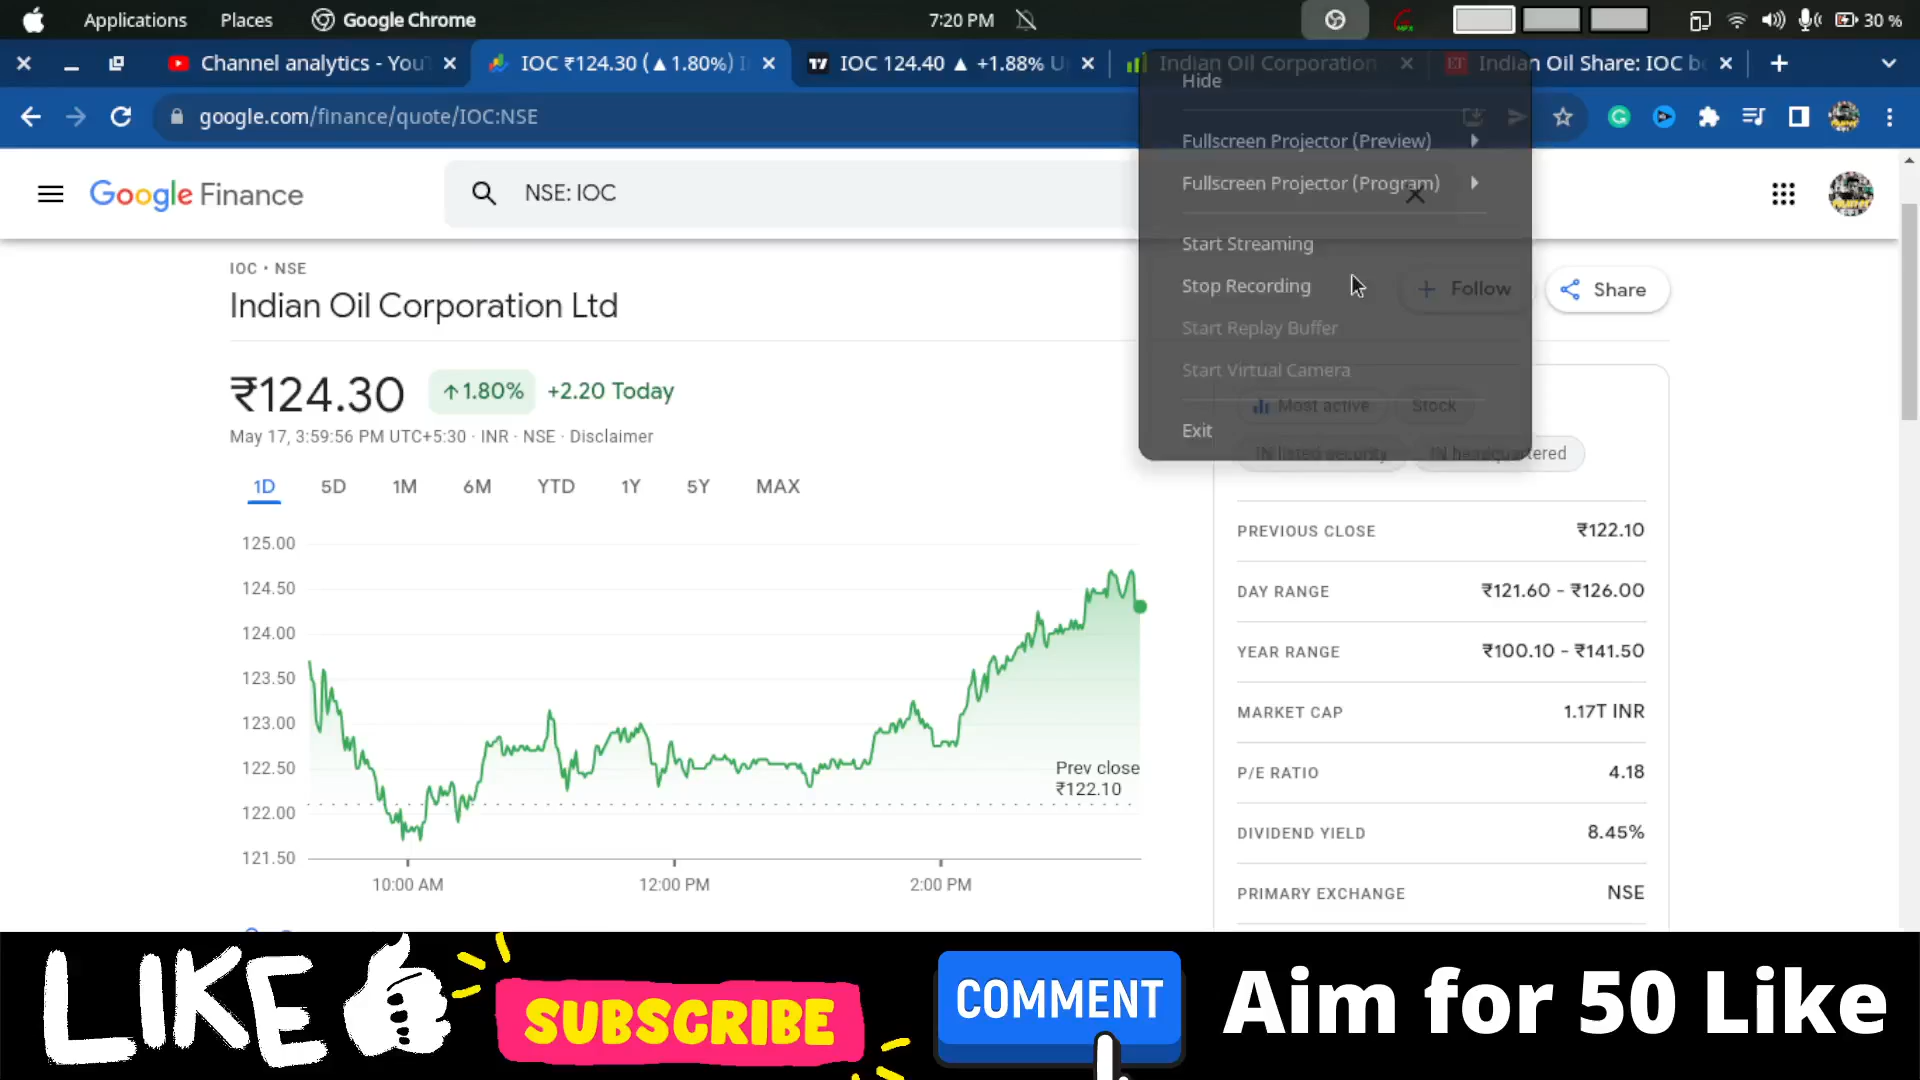 Applications Places Google Chrome 7:20 PM 30 %
Channel analytics - You
IOC ₹124.30 (▲1.80%) I
IOC 124.40 ▲ +1.88% U
Indian Oil Corporation
Indian Oil Share: IOC b
google.com/finance/quote/IOC:NSE
Hide
Fullscreen Projector (Preview)
Fullscreen Projector (Program)
Start Streaming
Stop Recording
Start Replay Buffer
Start Virtual Camera
Exit
Google Finance
NSE: IOC
IOC • NSE
Indian Oil Corporation Ltd
Follow
Share
₹124.30 ↑1.80% +2.20 Today
May 17, 3:59:56 PM UTC+5:30 · INR · NSE · Disclaimer
Most active Stock
IN listed security IN headquartered
1D 5D 1M 6M YTD 1Y 5Y MAX
125.00
124.50
124.00
123.50
123.00
122.50
122.00
121.50
Prev close
₹122.10
10:00 AM 12:00 PM 2:00 PM
PREVIOUS CLOSE ₹122.10
DAY RANGE ₹121.60 - ₹126.00
YEAR RANGE ₹100.10 - ₹141.50
MARKET CAP 1.17T INR
P/E RATIO 4.18
DIVIDEND YIELD 8.45%
PRIMARY EXCHANGE NSE
LIKE
SUBSCRIBE
COMMENT
Aim for 50 Like